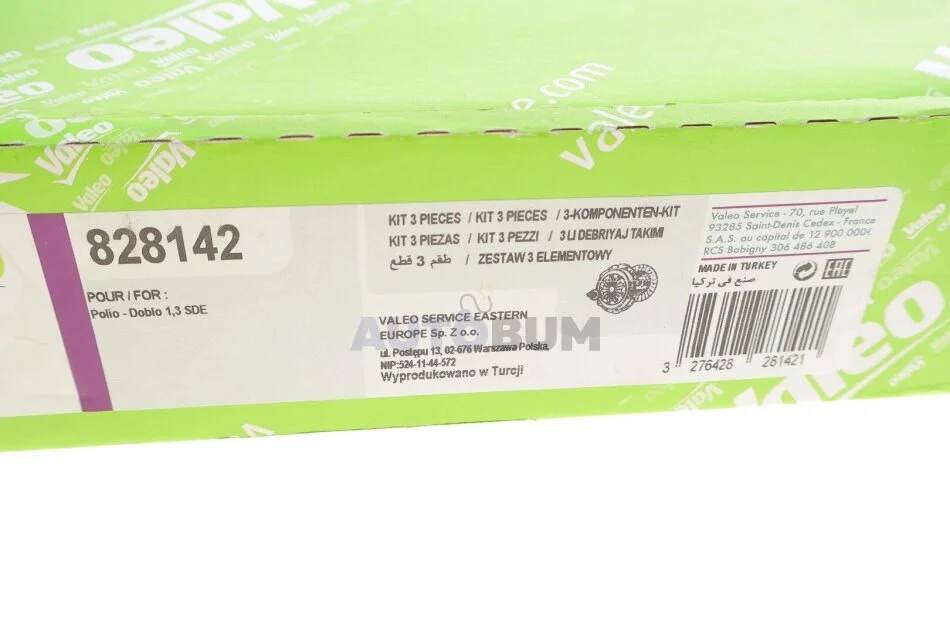 Valeo
valeo.com
Valeo
Valeo
828142
POUR / FOR :
Polio - Doblo 1,3 SDE
KIT 3 PIECES / KIT 3 PIECES / 3-KOMPONENTEN-KIT
KIT 3 PIEZAS / KIT 3 PEZZI / 3 LI DEBRIYAJ TAKIMI
طقم 3 قطع / ZESTAW 3 ELEMENTOWY
VALEO SERVICE EASTERN
EUROPE Sp. Z o.o.
ul. Postępu 13, 02-676 Warszawa Polska,
NIP:524-11-44-572
Wyprodukowano w Turcji
AUTOBUM
Valeo Service - 70, rue Pleyel
93285 Saint-Denis Cedex - France
S.A.S. au capital de 12 900 000€
RCS Bobigny 306 486 408
MADE IN TURKEY
صنع في تركيا
EAC
3 276428 281421
Valeo